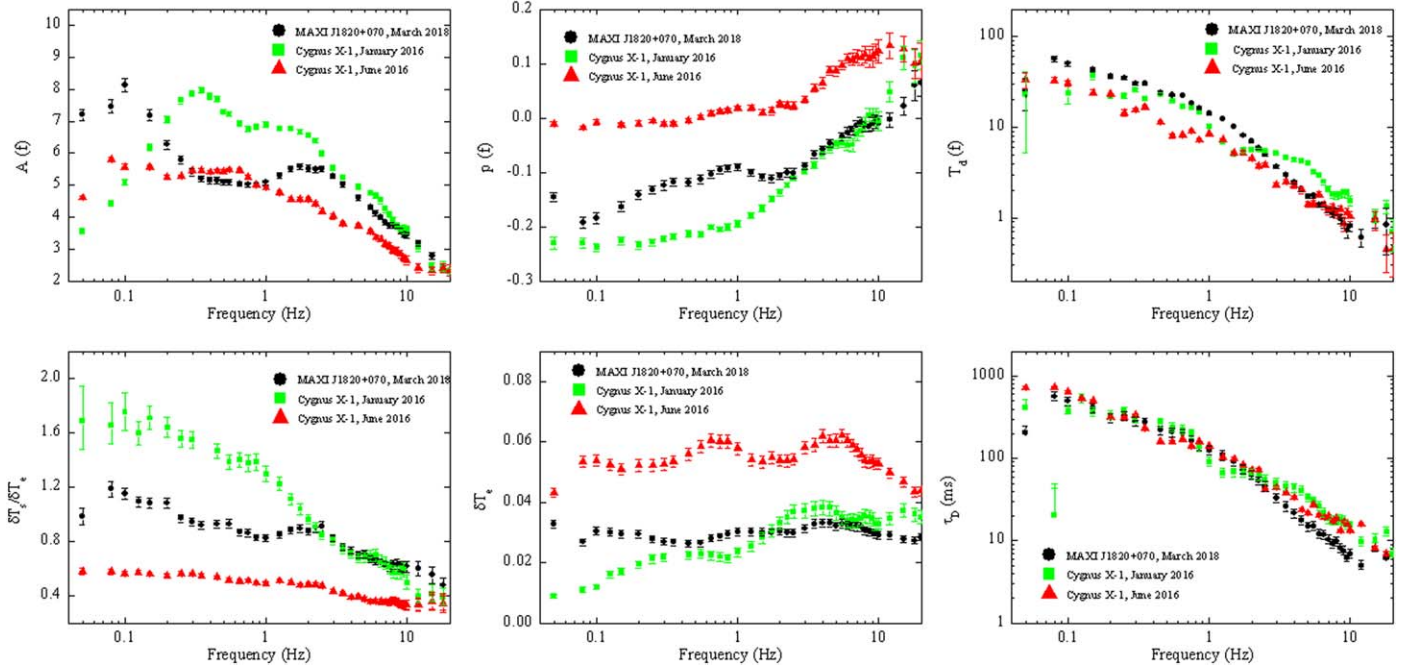 A (f)
10
9
8
7
6
5
4
3
2
MAXI J1820+070, March 2018
Cygnus X-1, January 2016
Cygnus X-1, June 2016
0.1
1
10
Frequency (Hz)
p (f)
0.2
0.1
0.0
-0.1
-0.2
-0.3
MAXI J1820+070, March 2018
Cygnus X-1, January 2016
Cygnus X-1, June 2016
0.1
1
10
Frequency (Hz)
T_d (f)
100
10
1
MAXI J1820+070, March 2018
Cygnus X-1, January 2016
Cygnus X-1, June 2016
0.1
1
10
Frequency (Hz)
δT_s/δT_e
2.0
1.6
1.2
0.8
0.4
MAXI J1820+070, March 2018
Cygnus X-1, January 2016
Cygnus X-1, June 2016
0.1
1
10
Frequency (Hz)
δT_e
0.08
0.06
0.04
0.02
0.00
MAXI J1820+070, March 2018
Cygnus X-1, January 2016
Cygnus X-1, June 2016
0.1
1
10
Frequency (Hz)
τ_D (ms)
1000
100
10
1
MAXI J1820+070, March 2018
Cygnus X-1, January 2016
Cygnus X-1, June 2016
0.1
1
10
Frequency (Hz)